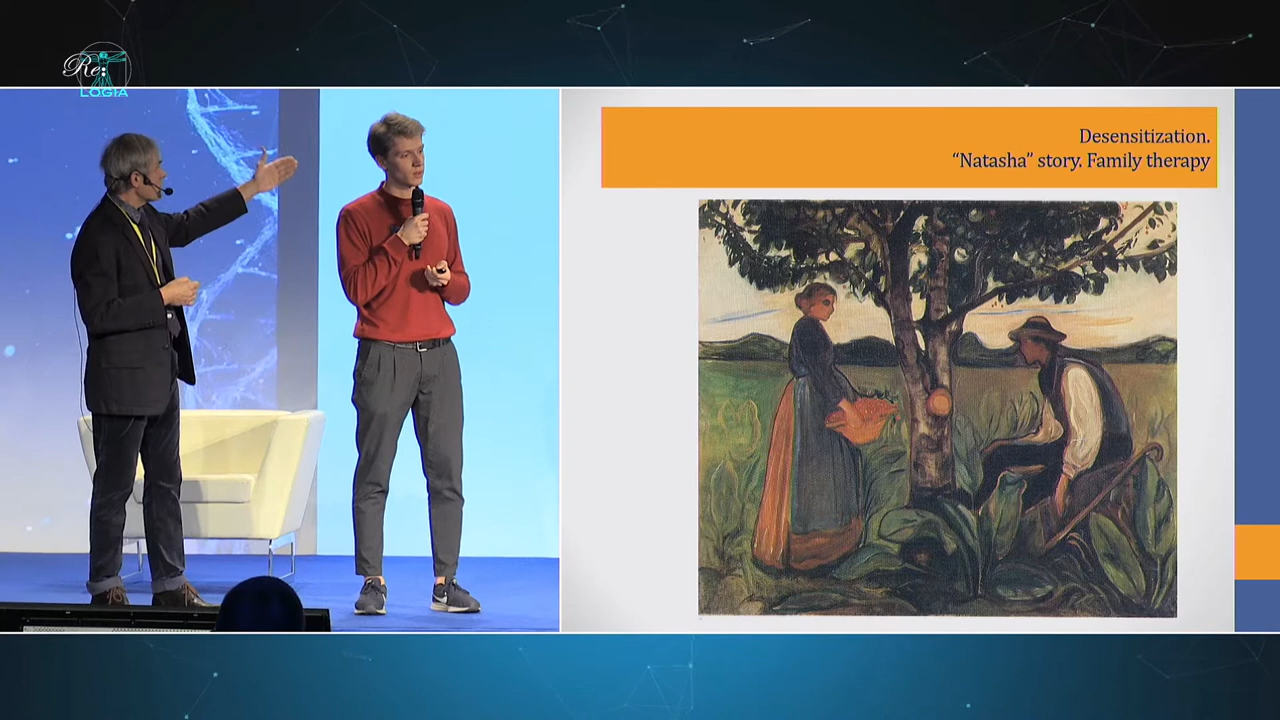 Re:
LOGIA
Desensitization.
“Natasha” story. Family therapy